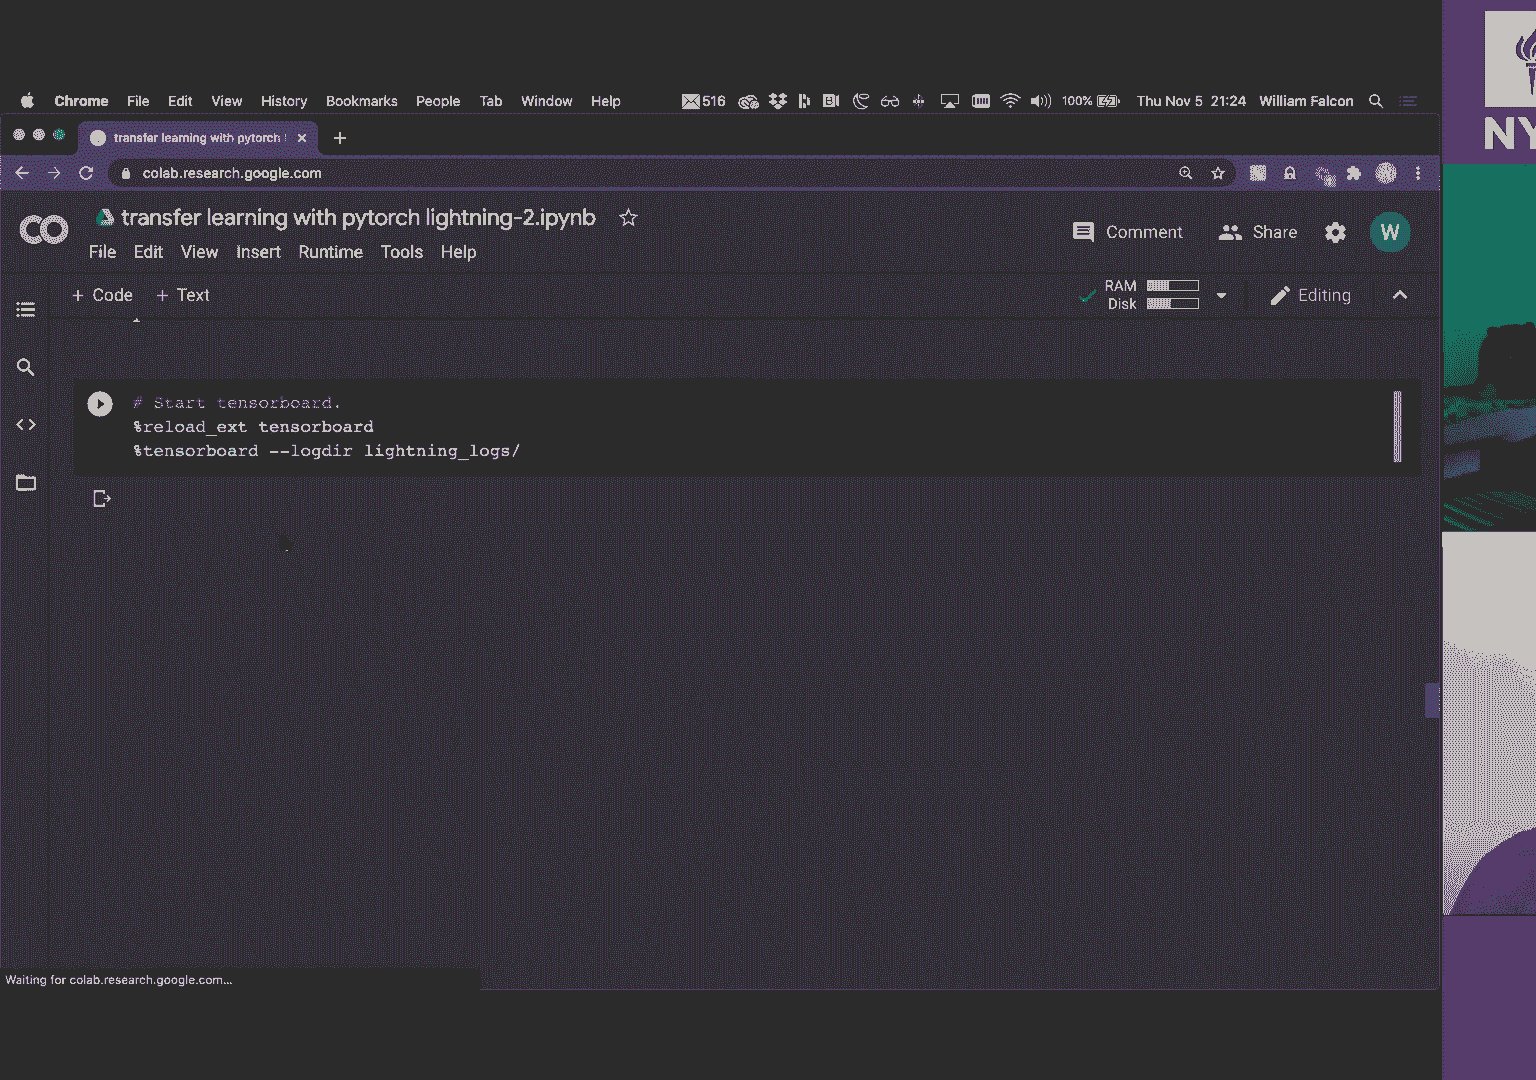 Chrome File Edit View History Bookmarks People Tab Window Help 516 100% Thu Nov 5 21:24 William Falcon
transfer learning with pytorch
colab.research.google.com
NY
CO transfer learning with pytorch lightning-2.ipynb
Comment Share W
File Edit View Insert Runtime Tools Help
+ Code + Text
RAM
Disk
Editing
# Start tensorboard.
%reload_ext tensorboard
%tensorboard --logdir lightning_logs/
Waiting for colab.research.google.com...